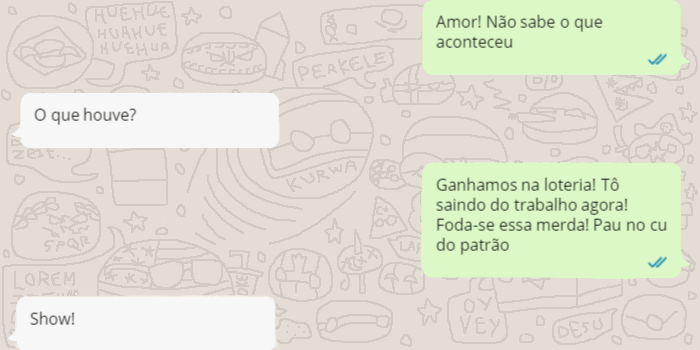 HUEHUE
HUAHUE
HUEHUA
Amor! Não sabe o que
aconteceu
PERKELE
O que houve?
ZEIT...
KURWA
Ganhamos na loteria! Tô
saindo do trabalho agora!
Foda-se essa merda! Pau no cu
do patrão
SPQR
LOREM
Show!
OY
VEY
DESU